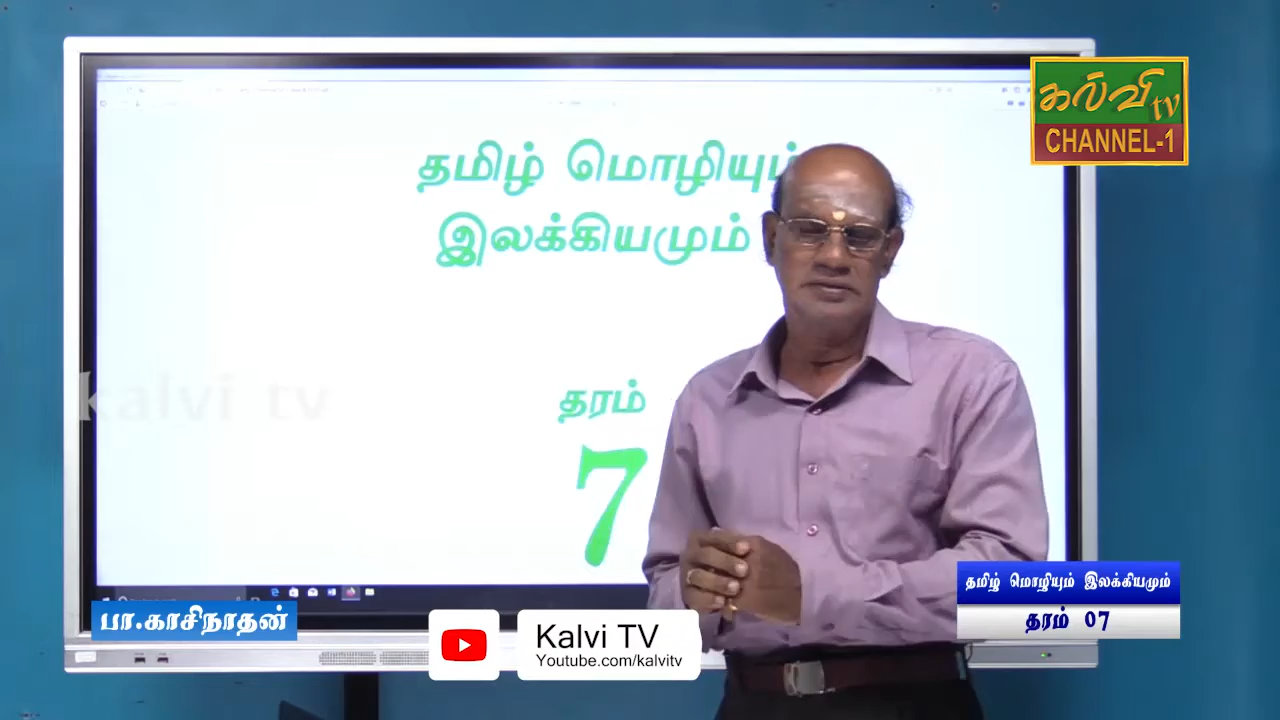 தமிழ் மொழியும்
இலக்கியமும்
தரம்
7
கல்வி tv
CHANNEL-1
kalvi tv
பா.காசிநாதன்
Kalvi TV
Youtube.com/kalvitv
தமிழ் மொழியும் இலக்கியமும்
தரம் 07